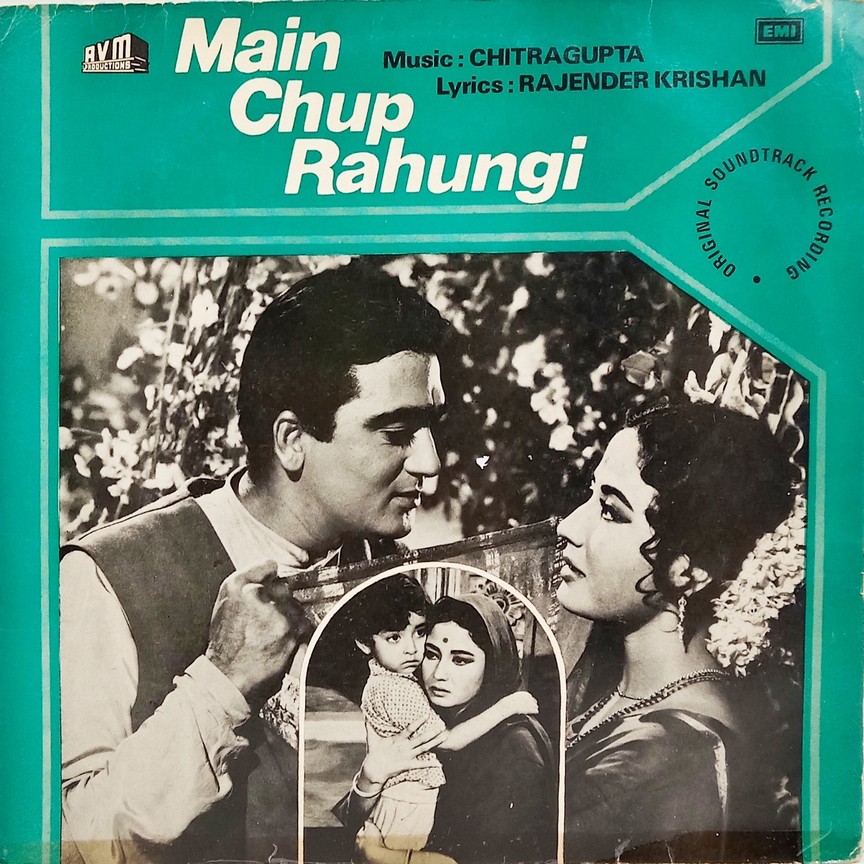 AVM
PRODUCTIONS
Main
Chup
Rahungi
Music : CHITRAGUPTA
Lyrics : RAJENDER KRISHAN
EMI
ORIGINAL SOUNDTRACK RECORDING